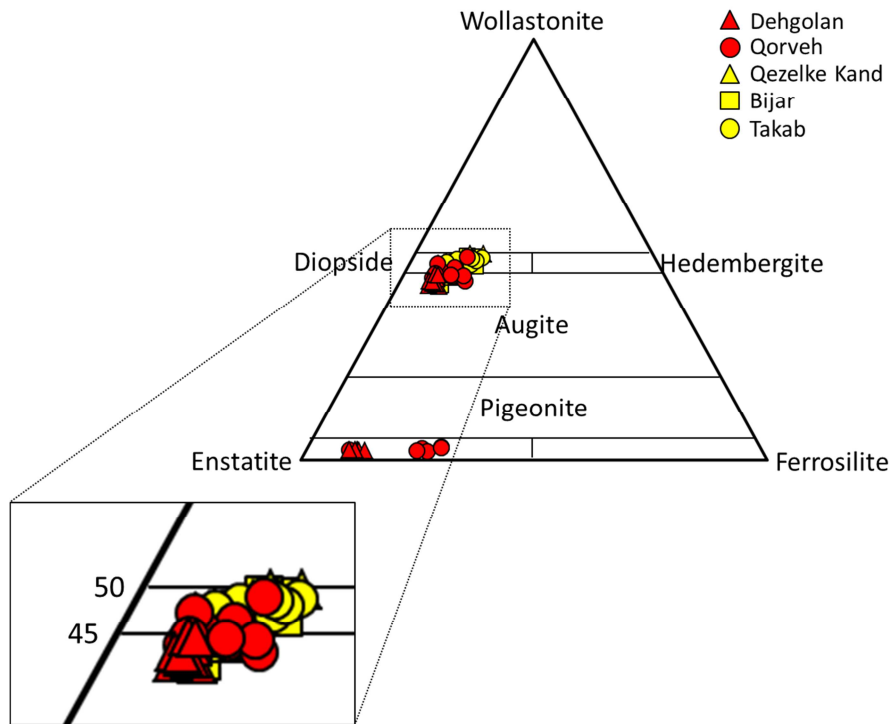 Wollastonite
Dehgolan
Qorveh
Qezelke Kand
Bijar
Takab
Diopside
Hedembergite
Augite
Pigeonite
Enstatite
Ferrosilite
50
45